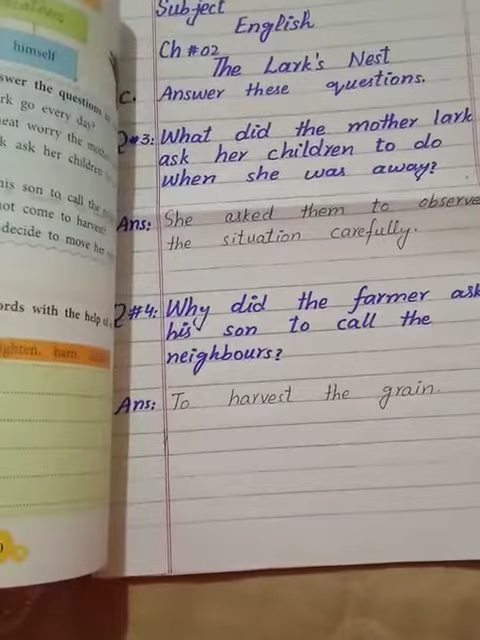 himself
swer the questions
rk go every day?
eat worry the
k ask her children
his son to call the
not come to harvest?
decide to move her
ords with the help of
ighten, barn,
Subject
English
Ch #02
The Lark's Nest
C. Answer these questions.
Q#3: What did the mother lark
ask her children to do
when she was away?
Ans: She asked them to observe
the situation carefully.
Q#4: Why did the farmer ask
his son to call the
neighbours?
Ans: To harvest the grain.